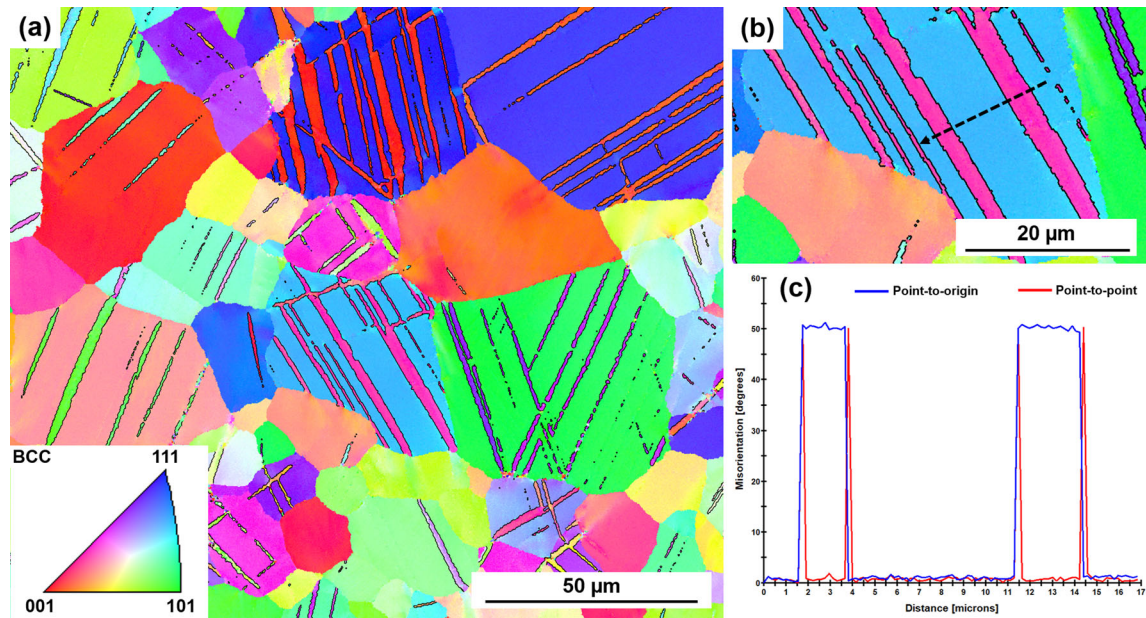 (a)
BCC
111
001
101
50 µm
(b)
20 µm
(c)
Point-to-origin
Point-to-point
Misorientation [degrees]
60
50
40
30
20
10
0
0 1 2 3 4 5 6 7 8 9 10 11 12 13 14 15 16 17
Distance [microns]